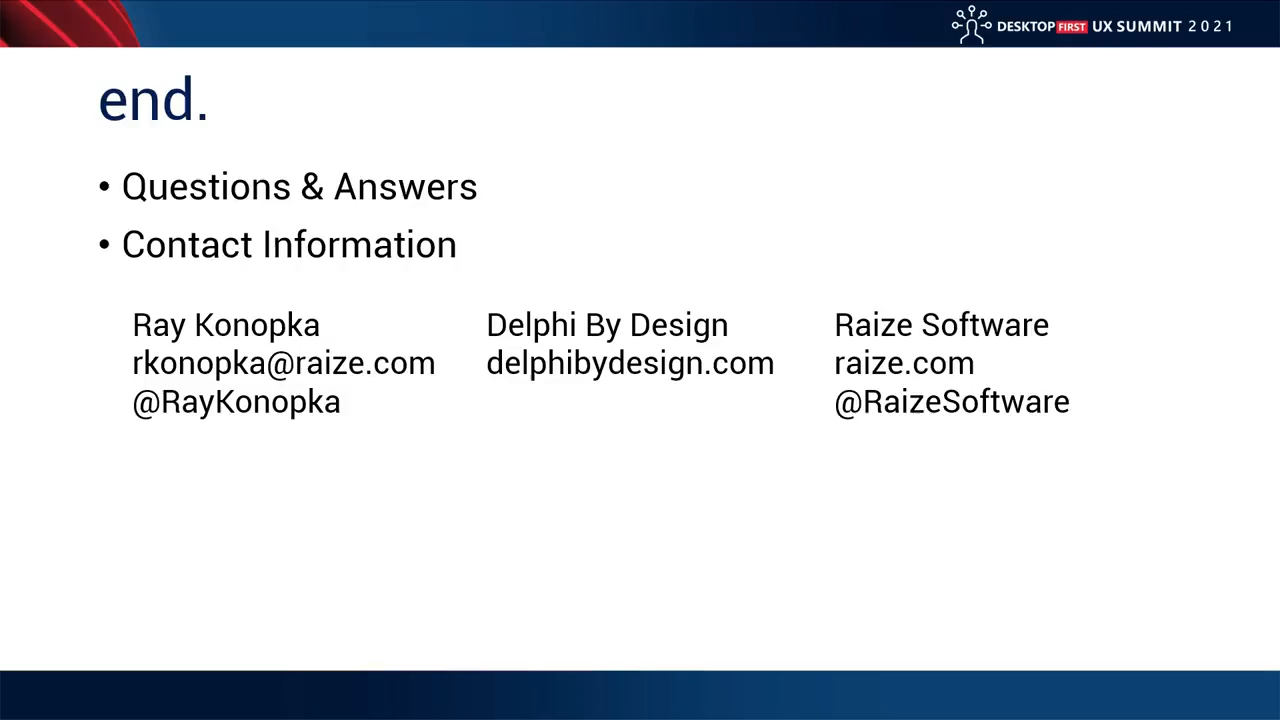 DESKTOP FIRST UX SUMMIT 2021
end.
• Questions & Answers
• Contact Information
Ray Konopka
rkonopka@raize.com
@RayKonopka
Delphi By Design
delphibydesign.com
Raize Software
raize.com
@RaizeSoftware